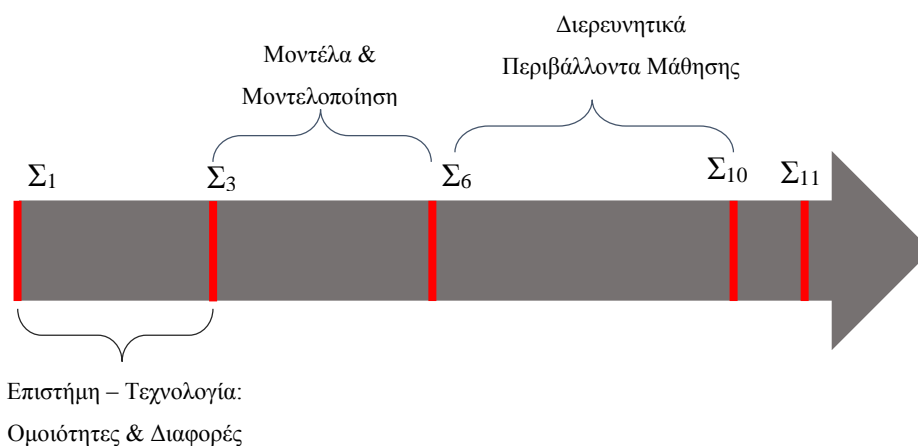 Διερευνητικά
Περιβάλλοντα Μάθησης
Μοντέλα &
Μοντελοποίηση
Σ1 Σ3 Σ6 Σ10 Σ11
Επιστήμη – Τεχνολογία:
Ομοιότητες & Διαφορές